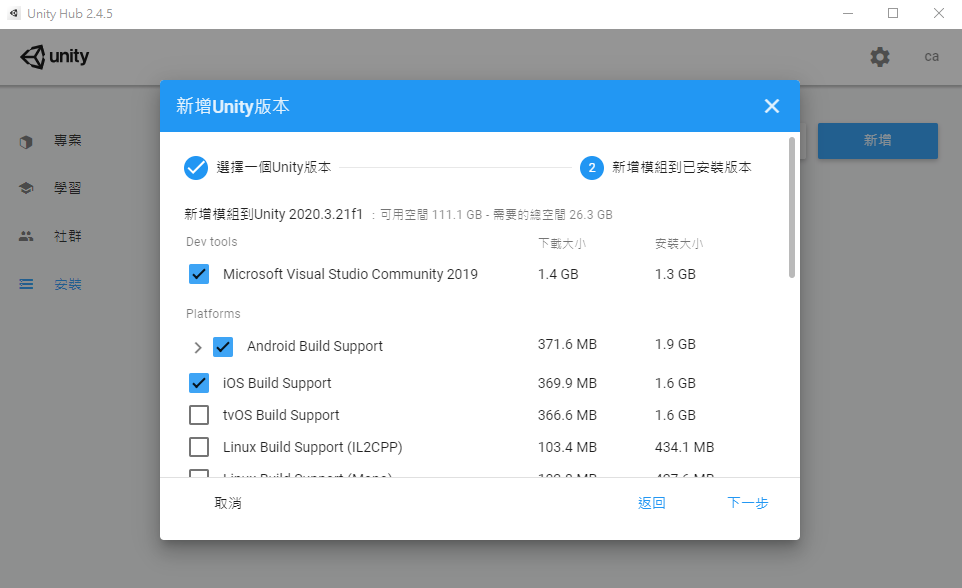 Unity Hub 2.4.5
unity
ca
專案
學習
社群
安裝
新增
新增Unity版本
選擇一個Unity版本
2 新增模組到已安裝版本
新增模組到Unity 2020.3.21f1 : 可用空間 111.1 GB - 需要的總空間 26.3 GB
Dev tools 下載大小 安裝大小
Microsoft Visual Studio Community 2019 1.4 GB 1.3 GB
Platforms
Android Build Support 371.6 MB 1.9 GB
iOS Build Support 369.9 MB 1.6 GB
tvOS Build Support 366.6 MB 1.6 GB
Linux Build Support (IL2CPP) 103.4 MB 434.1 MB
Linux Build Support (Mono)
取消 返回 下一步